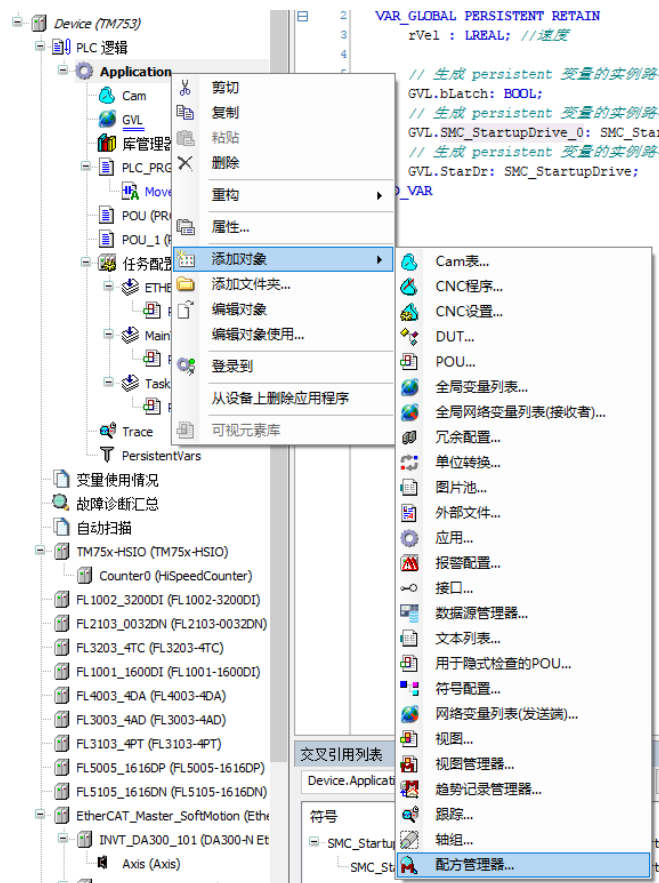 Device (TM753)
PLC 逻辑
Application
Cam
GVL
库管理器
PLC_PRG
Move
POU (PR
POU_1 (
任务配置
ETHE
Main
Task
Trace
PersistentVars
变量使用情况
故障诊断汇总
自动扫描
TM75x-HSIO (TM75x-HSIO)
Counter0 (HiSpeedCounter)
FL1002_3200DI (FL1002-3200DI)
FL2103_0032DN (FL2103-0032DN)
FL3203_4TC (FL3203-4TC)
FL1001_1600DI (FL1001-1600DI)
FL4003_4DA (FL4003-4DA)
FL3003_4AD (FL3003-4AD)
FL3103_4PT (FL3103-4PT)
FL5005_1616DP (FL5005-1616DP)
FL5105_1616DN (FL5105-1616DN)
EtherCAT_Master_SoftMotion (Ethe
INVT_DA300_101 (DA300-N Et
Axis (Axis)
2 VAR_GLOBAL PERSISTENT RETAIN
3 rVel : LREAL; //速度
4
// 生成 persistent 变量的实例路
GVL.bLatch: BOOL;
// 生成 persistent 变量的实例路
GVL.SMC_StartupDrive_0: SMC_Star
// 生成 persistent 变量的实例路
GVL.StarDr: SMC_StartupDrive;
D_VAR
剪切
复制
粘贴
删除
重构
属性...
添加对象
添加文件夹...
编辑对象
编辑对象使用...
登录到
从设备上删除应用程序
可视元素库
Cam表...
CNC程序...
CNC设置...
DUT...
POU...
全局变量列表...
全局网络变量列表(接收者)...
冗余配置...
单位转换...
图片池...
外部文件...
应用...
报警配置...
接口...
数据源管理器...
文本列表...
用于隐式检查的POU...
符号配置...
网络变量列表(发送端)...
视图...
视图管理器...
趋势记录管理器...
跟踪...
轴组...
配方管理器...
交叉引用列表
Device.Applicati
符号
SMC_Startu
SMC_Sta